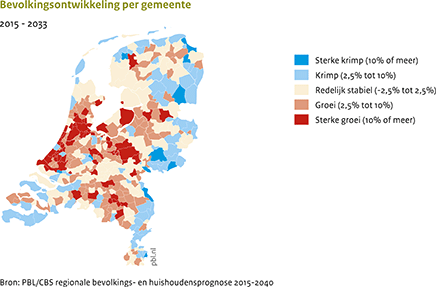 Bevolkingsontwikkeling per gemeente
2015 - 2033
Sterke krimp (10% of meer)
Krimp (2,5% tot 10%)
Redelijk stabiel (-2,5% tot 2,5%)
Groei (2,5% tot 10%)
Sterke groei (10% of meer)
pbl.nl
Bron: PBL/CBS regionale bevolkings- en huishoudensprognose 2015-2040